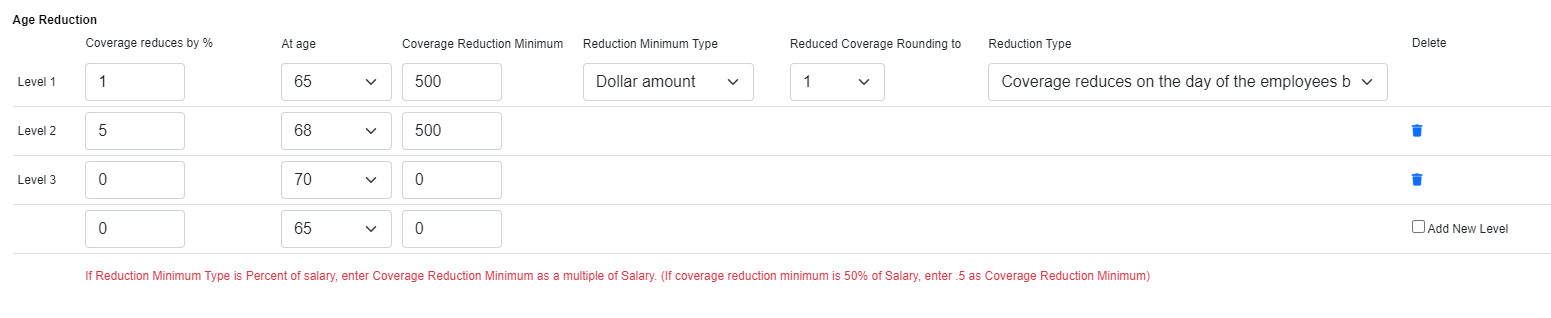 Age Reduction
Coverage reduces by % At age Coverage Reduction Minimum Reduction Minimum Type Reduced Coverage Rounding to Reduction Type Delete
Level 1 1 65 500 Dollar amount 1 Coverage reduces on the day of the employees b
Level 2 5 68 500
Level 3 0 70 0
0 65 0 Add New Level
If Reduction Minimum Type is Percent of salary, enter Coverage Reduction Minimum as a multiple of Salary. (If coverage reduction minimum is 50% of Salary, enter .5 as Coverage Reduction Minimum)